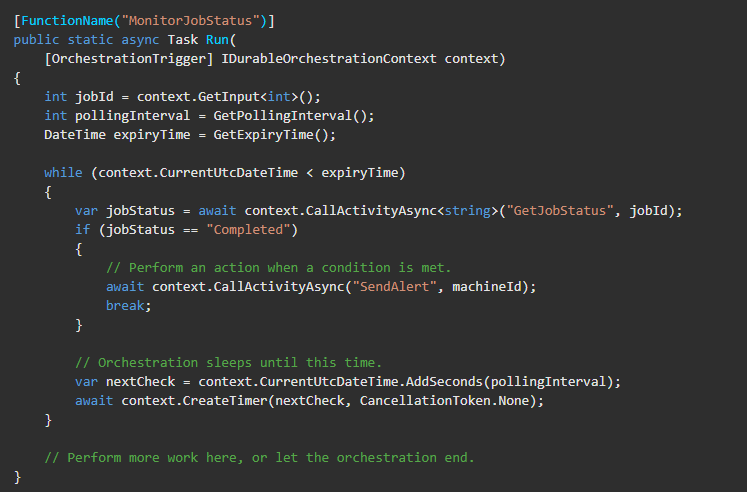 [FunctionName("MonitorJobStatus")]
public static async Task Run(
    [OrchestrationTrigger] IDurableOrchestrationContext context)
{
    int jobId = context.GetInput<int>();
    int pollingInterval = GetPollingInterval();
    DateTime expiryTime = GetExpiryTime();

    while (context.CurrentUtcDateTime < expiryTime)
    {
        var jobStatus = await context.CallActivityAsync<string>("GetJobStatus", jobId);
        if (jobStatus == "Completed")
        {
            // Perform an action when a condition is met.
            await context.CallActivityAsync("SendAlert", machineId);
            break;
        }

        // Orchestration sleeps until this time.
        var nextCheck = context.CurrentUtcDateTime.AddSeconds(pollingInterval);
        await context.CreateTimer(nextCheck, CancellationToken.None);
    }

    // Perform more work here, or let the orchestration end.
}